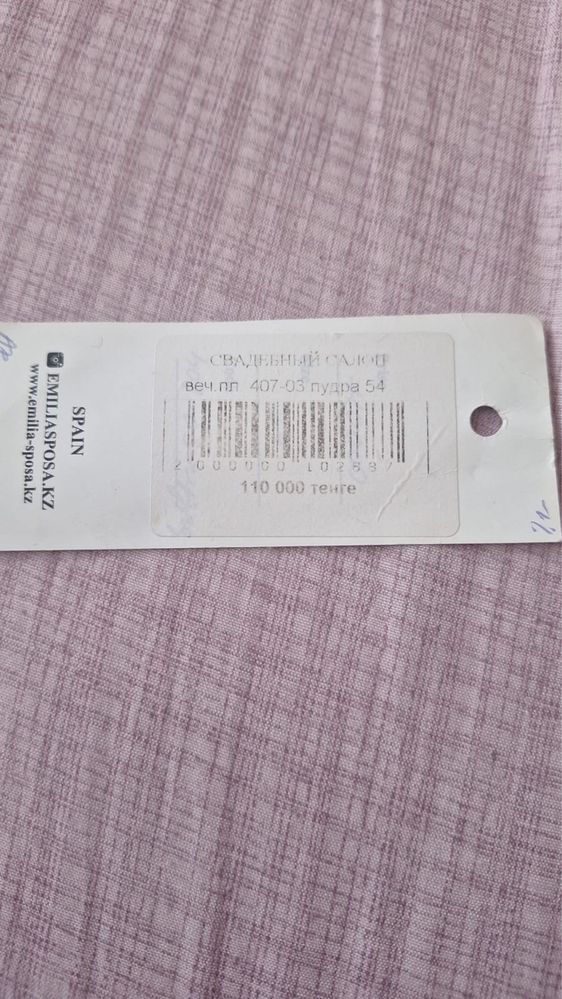 СВАДЕБНЫЙ САЛОН
веч.пл. 407-03 пудра 54
2 000000 102887
110 000 тенге
SPAIN
EMILIASPOSA.KZ
www.emilia-sposa.kz